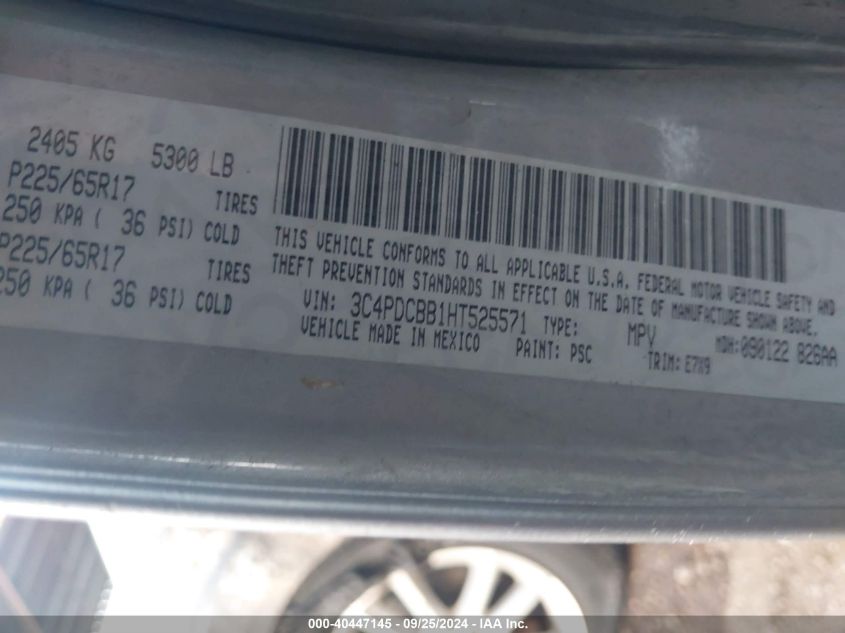 2405 KG 5300 LB
P225/65R17 TIRES
250 KPA ( 36 PSI) COLD
P225/65R17 TIRES
250 KPA ( 36 PSI) COLD
THIS VEHICLE CONFORMS TO ALL APPLICABLE U.S.A. FEDERAL MOTOR VEHICLE SAFETY AND
THEFT PREVENTION STANDARDS IN EFFECT ON THE DATE OF MANUFACTURE SHOWN ABOVE.
VIN: 3C4PDCBB1HT525571 TYPE: MPV MDH:090122 826AA
VEHICLE MADE IN MEXICO PAINT: PSC TRIM: E7X9
000-40447145 - 09/25/2024 - IAA Inc.